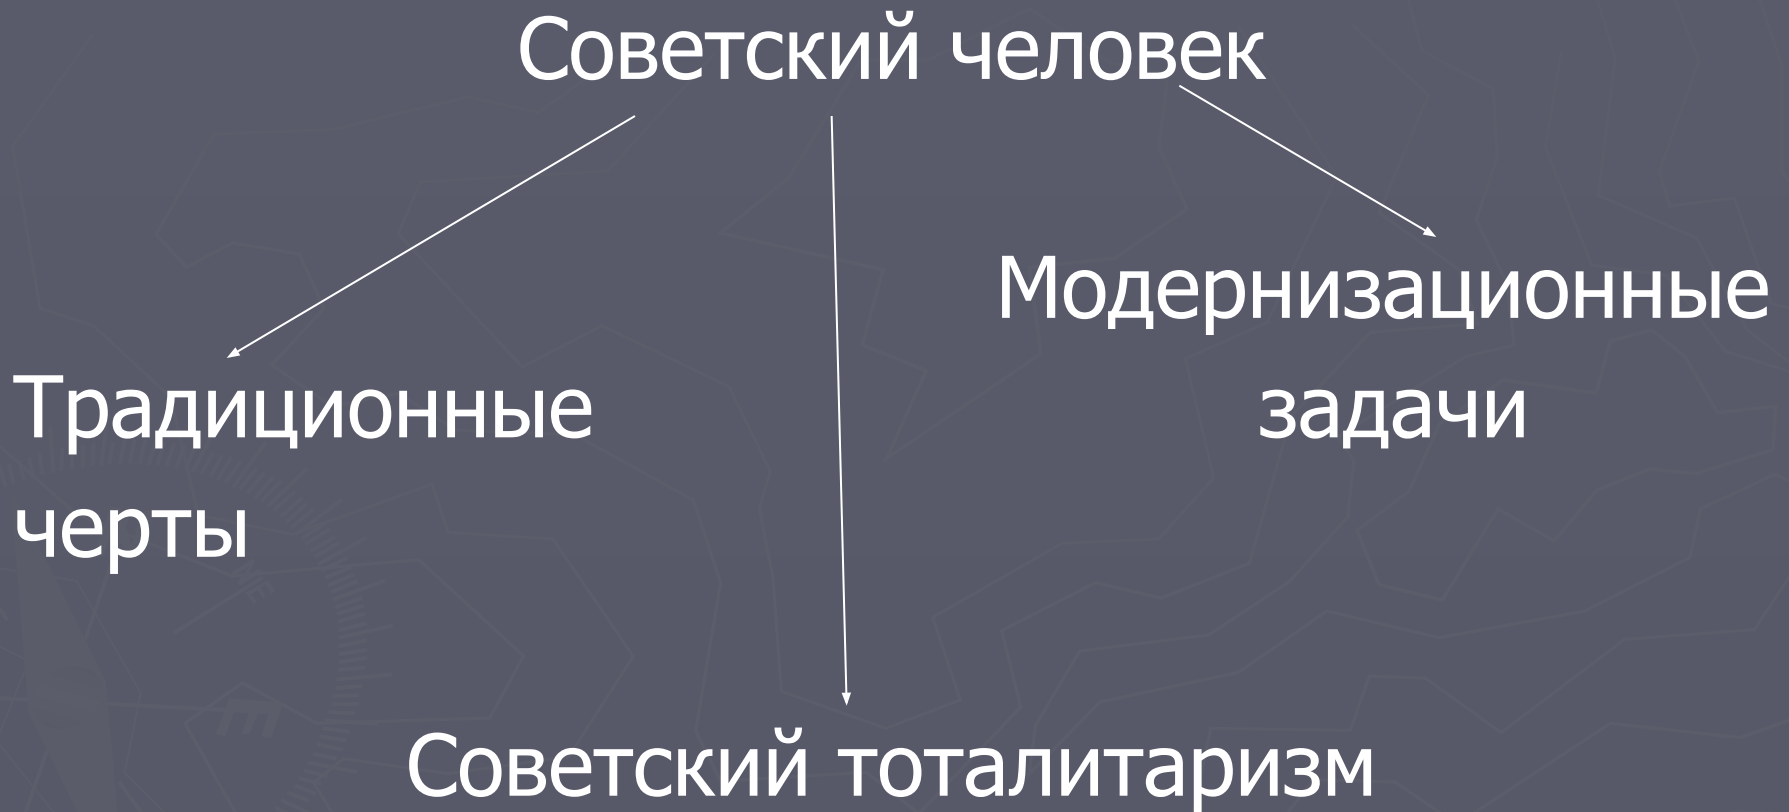 Советский человек
Традиционные
черты
Модернизационные
задачи
Советский тоталитаризм